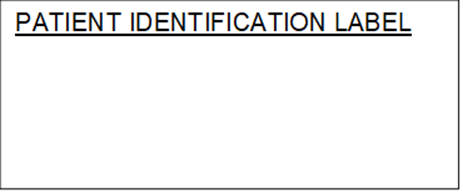 PATIENT IDENTIFICATION LABEL